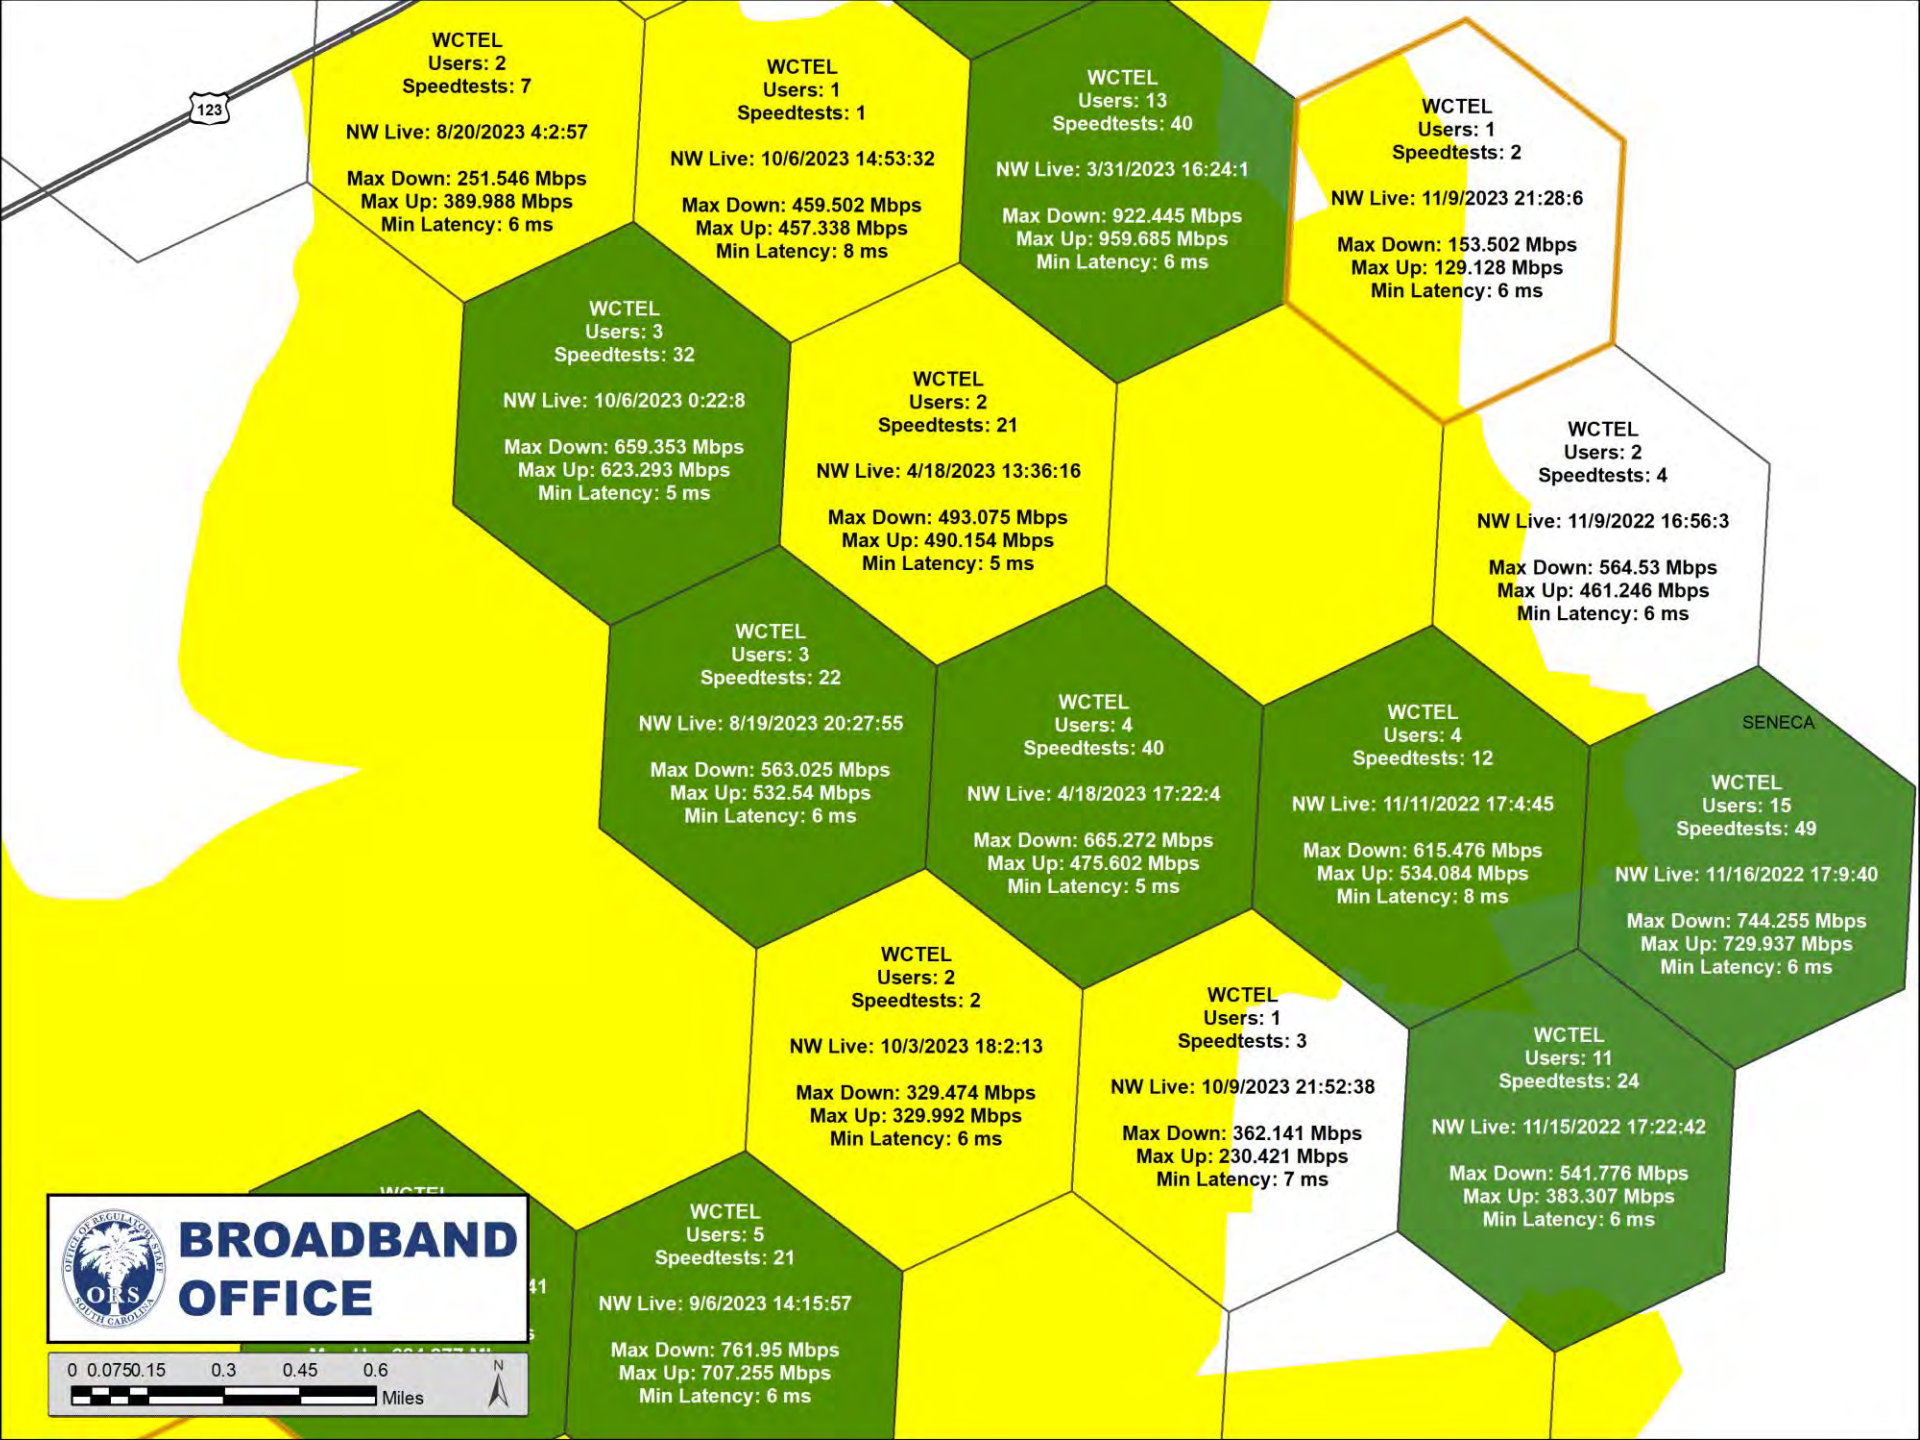 WCTEL
Users: 2
Speedtests: 7
NW Live: 8/20/2023 4:2:57
Max Down: 251.546 Mbps
Max Up: 389.988 Mbps
Min Latency: 6 ms
WCTEL
Users: 1
Speedtests: 1
NW Live: 10/6/2023 14:53:32
Max Down: 459.502 Mbps
Max Up: 457.338 Mbps
Min Latency: 8 ms
WCTEL
Users: 13
Speedtests: 40
NW Live: 3/31/2023 16:24:1
Max Down: 922.445 Mbps
Max Up: 959.685 Mbps
Min Latency: 6 ms
WCTEL
Users: 1
Speedtests: 2
NW Live: 11/9/2023 21:28:6
Max Down: 153.502 Mbps
Max Up: 129.128 Mbps
Min Latency: 6 ms
123
WCTEL
Users: 3
Speedtests: 32
NW Live: 10/6/2023 0:22:8
Max Down: 659.353 Mbps
Max Up: 623.293 Mbps
Min Latency: 5 ms
WCTEL
Users: 2
Speedtests: 21
NW Live: 4/18/2023 13:36:16
Max Down: 493.075 Mbps
Max Up: 490.154 Mbps
Min Latency: 5 ms
WCTEL
Users: 2
Speedtests: 4
NW Live: 11/9/2022 16:56:3
Max Down: 564.53 Mbps
Max Up: 461.246 Mbps
Min Latency: 6 ms
WCTEL
Users: 3
Speedtests: 22
NW Live: 8/19/2023 20:27:55
Max Down: 563.025 Mbps
Max Up: 532.54 Mbps
Min Latency: 6 ms
WCTEL
Users: 4
Speedtests: 40
NW Live: 4/18/2023 17:22:4
Max Down: 665.272 Mbps
Max Up: 475.602 Mbps
Min Latency: 5 ms
WCTEL
Users: 4
Speedtests: 12
NW Live: 11/11/2022 17:4:45
Max Down: 615.476 Mbps
Max Up: 534.084 Mbps
Min Latency: 8 ms
SENECA
WCTEL
Users: 15
Speedtests: 49
NW Live: 11/16/2022 17:9:40
Max Down: 744.255 Mbps
Max Up: 729.937 Mbps
Min Latency: 6 ms
WCTEL
Users: 2
Speedtests: 2
NW Live: 10/3/2023 18:2:13
Max Down: 329.474 Mbps
Max Up: 329.992 Mbps
Min Latency: 6 ms
WCTEL
Users: 1
Speedtests: 3
NW Live: 10/9/2023 21:52:38
Max Down: 362.141 Mbps
Max Up: 230.421 Mbps
Min Latency: 7 ms
WCTEL
Users: 11
Speedtests: 24
NW Live: 11/15/2022 17:22:42
Max Down: 541.776 Mbps
Max Up: 383.307 Mbps
Min Latency: 6 ms
WCTEL
41
WCTEL
Users: 5
Speedtests: 21
NW Live: 9/6/2023 14:15:57
Max Down: 761.95 Mbps
Max Up: 707.255 Mbps
Min Latency: 6 ms
OFFICE OF REGULATORY STAFF
ORS
SOUTH CAROLINA
BROADBAND
OFFICE
0 0.075 0.15 0.3 0.45 0.6
Miles
N